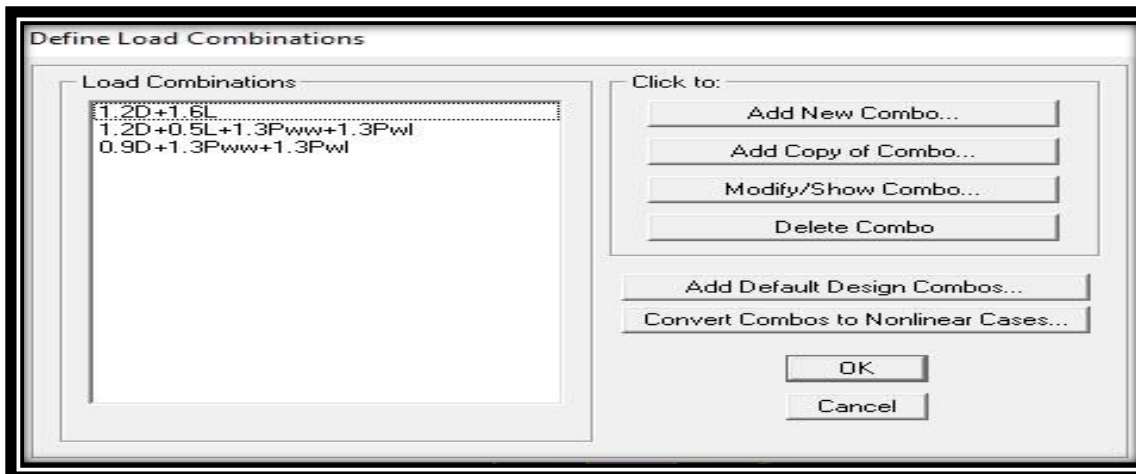 Define Load Combinations
Load Combinations
1.2D+1.6L
1.2D+0.5L+1.3Pww+1.3Pwl
0.9D+1.3Pww+1.3Pwl
Click to:
Add New Combo...
Add Copy of Combo...
Modify/Show Combo...
Delete Combo
Add Default Design Combos...
Convert Combos to Nonlinear Cases...
OK
Cancel